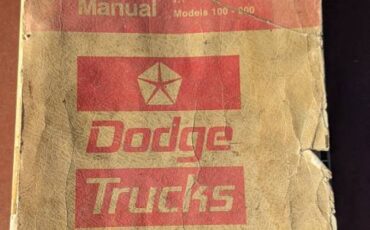 Manual
Models 100 - 
Dodge
Trucks